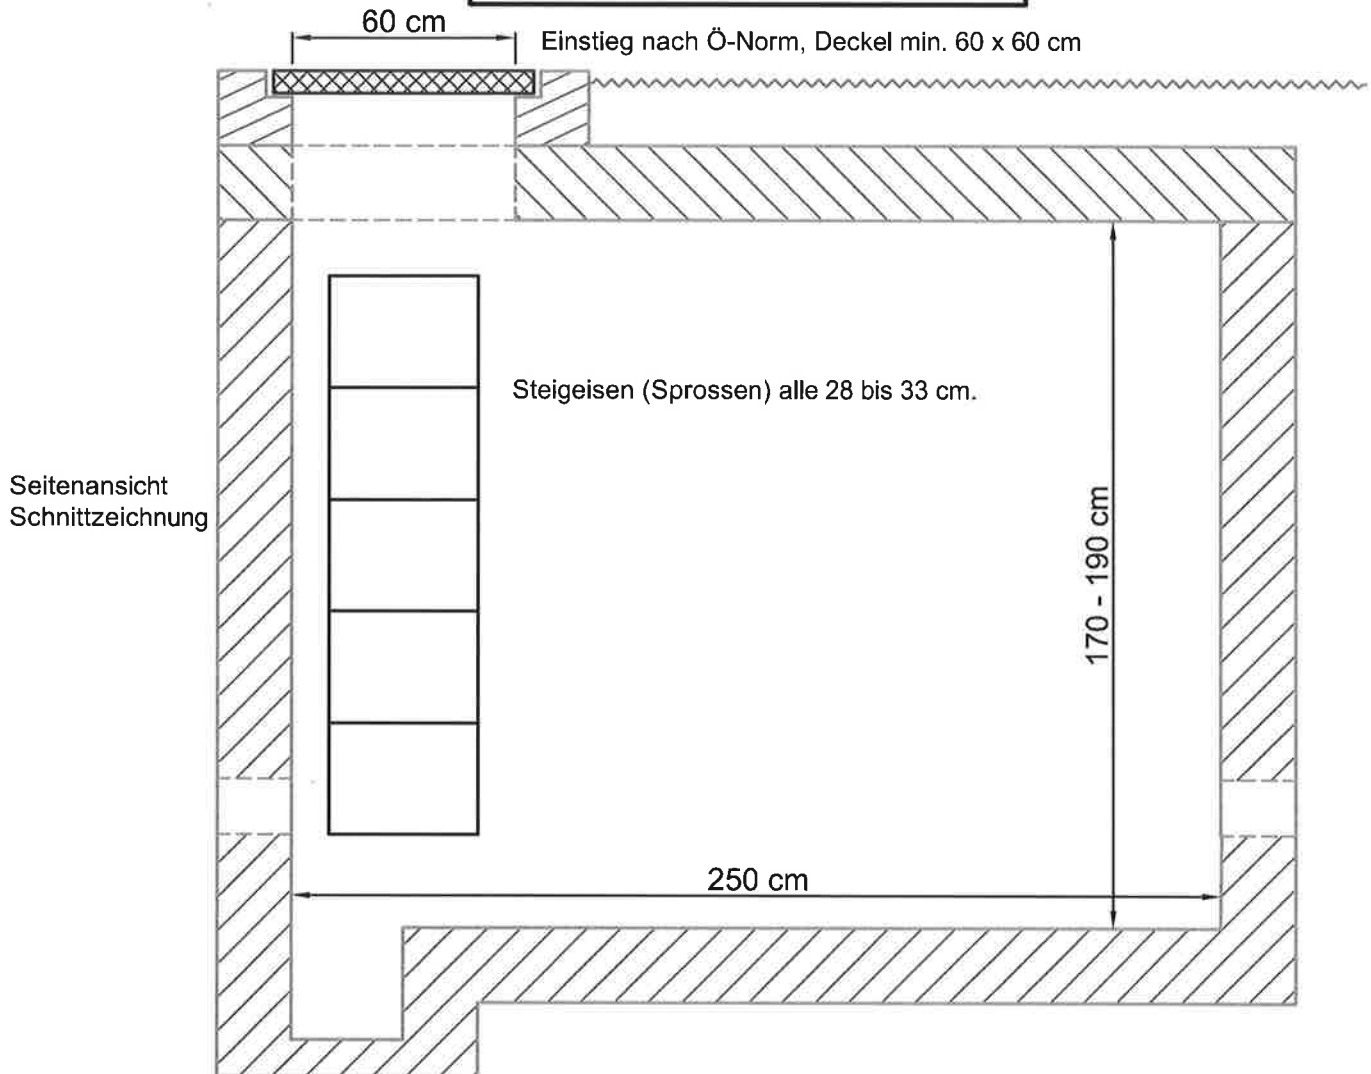 60 cm
Einstieg nach Ö-Norm, Deckel min. 60 x 60 cm
Steigeisen (Sprossen) alle 28 bis 33 cm.
Seitenansicht
Schnittzeichnung
170 - 190 cm
250 cm